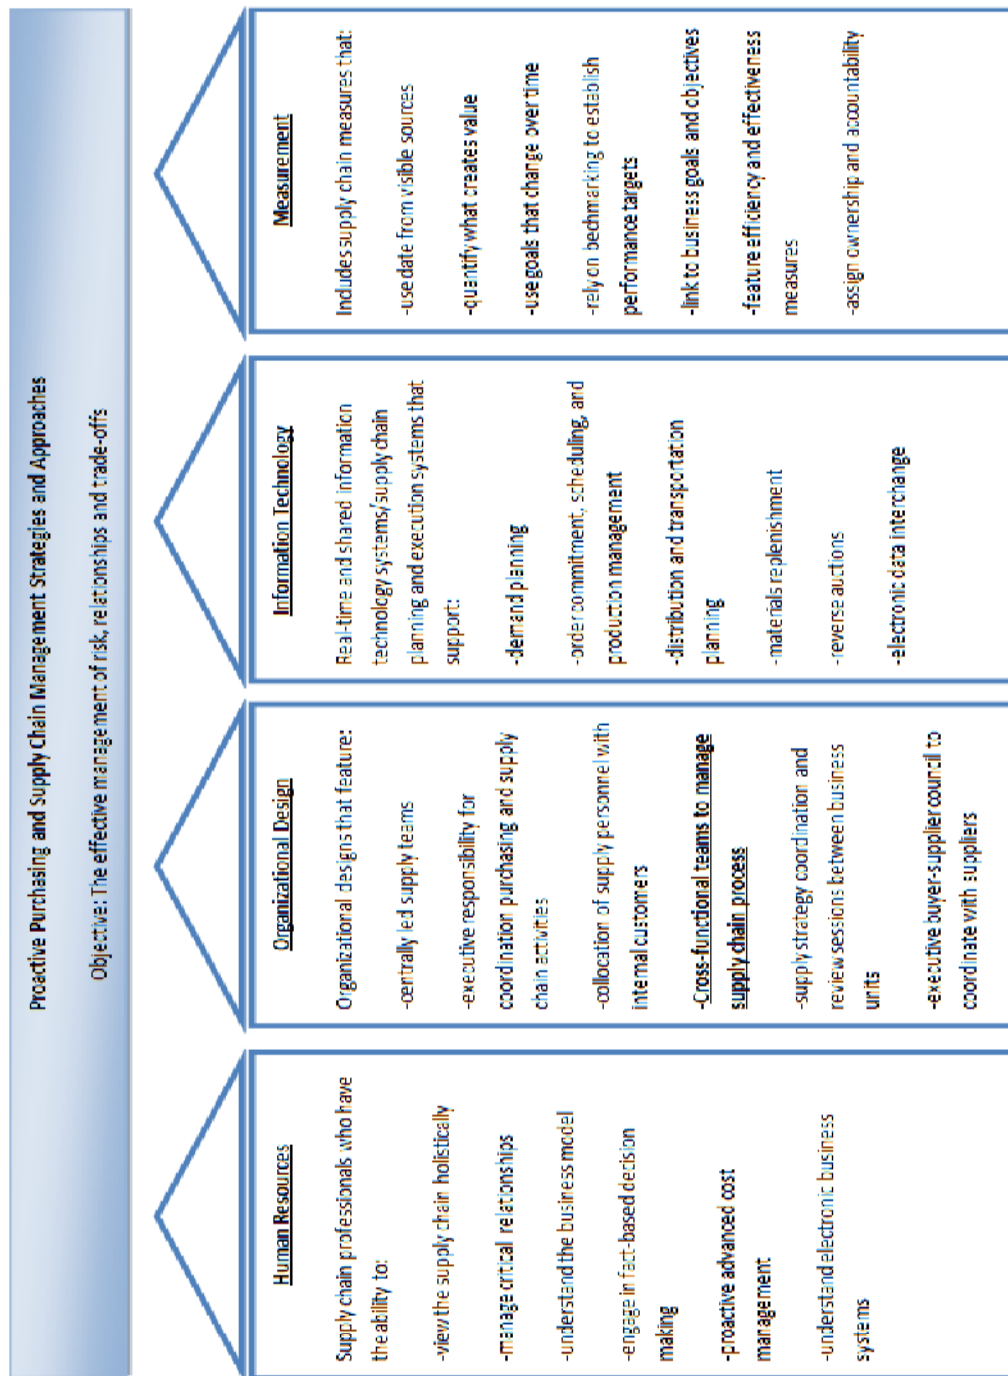 Proactive Purchasing and Supply Chain Management Strategies and Approaches
Objective: The effective management of risk, relationships and trade-offs
Human Resources
Supply chain professionals who have
the ability to:
-view the supply chain holistically
-manage critical relationships
-understand the business model
-engage in fact-based decision
making
-proactive advanced cost
management
-understand electronic business
systems
Organizational Design
Organizational designs that feature:
-centrally led supply teams
-executive responsibility for
coordination purchasing and supply
chain activities
-collocation of supply personnel with
internal customers
-Cross-functional teams to manage
supply chain process
-supply strategy coordination and
review sessions between business
units
-executive buyer-supplier council to
coordinate with suppliers
Information Technology
Real-time and shared information
technology systems/supply chain
planning and execution systems that
support:
-demand planning
-order commitment, scheduling, and
production management
-distribution and transportation
planning
-materials replenishment
-reverse auctions
-electronic data interchange
Measurement
Includes supply chain measures that:
-use date from visible sources
-quantify what creates value
-use goals that change over time
-rely on bechmarking to establish
performance targets
-link to business goals and objectives
-feature efficiency and effectiveness
measures
-assign ownership and accountability